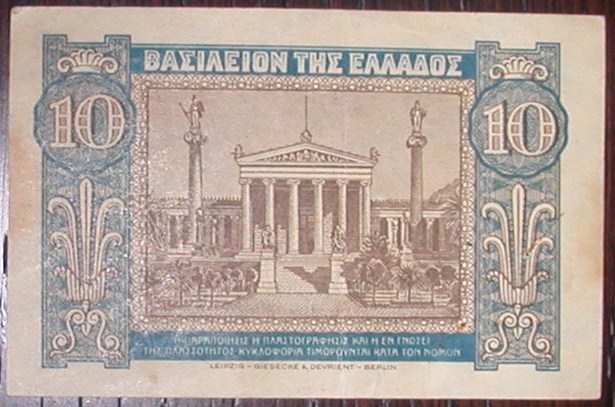 ΒΑΣΙΛΕΙΟΝ ΤΗΣ ΕΛΛΑΔΟΣ
10 10
Η ΠΑΡΑΠΟΙΗΣΙΣ Η ΠΛΑΣΤΟΓΡΑΦΗΣΙΣ ΚΑΙ Η ΕΝ ΓΝΩΣΕΙ
ΤΗΣ ΠΛΑΣΤΟΤΗΤΟΣ ΚΥΚΛΟΦΟΡΙΑ ΤΙΜΩΡΟΥΝΤΑΙ ΚΑΤΑ ΤΟΝ ΝΟΜΟΝ
LEIPZIG - GIESECKE & DEVRIENT - BERLIN